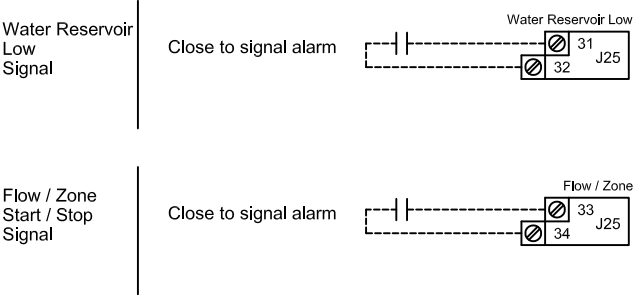 Water Reservoir Low
Water Reservoir
Low
Signal
Close to signal alarm
31
J25
32
Flow / Zone
Flow / Zone
Start / Stop
Signal
Close to signal alarm
33
J25
34